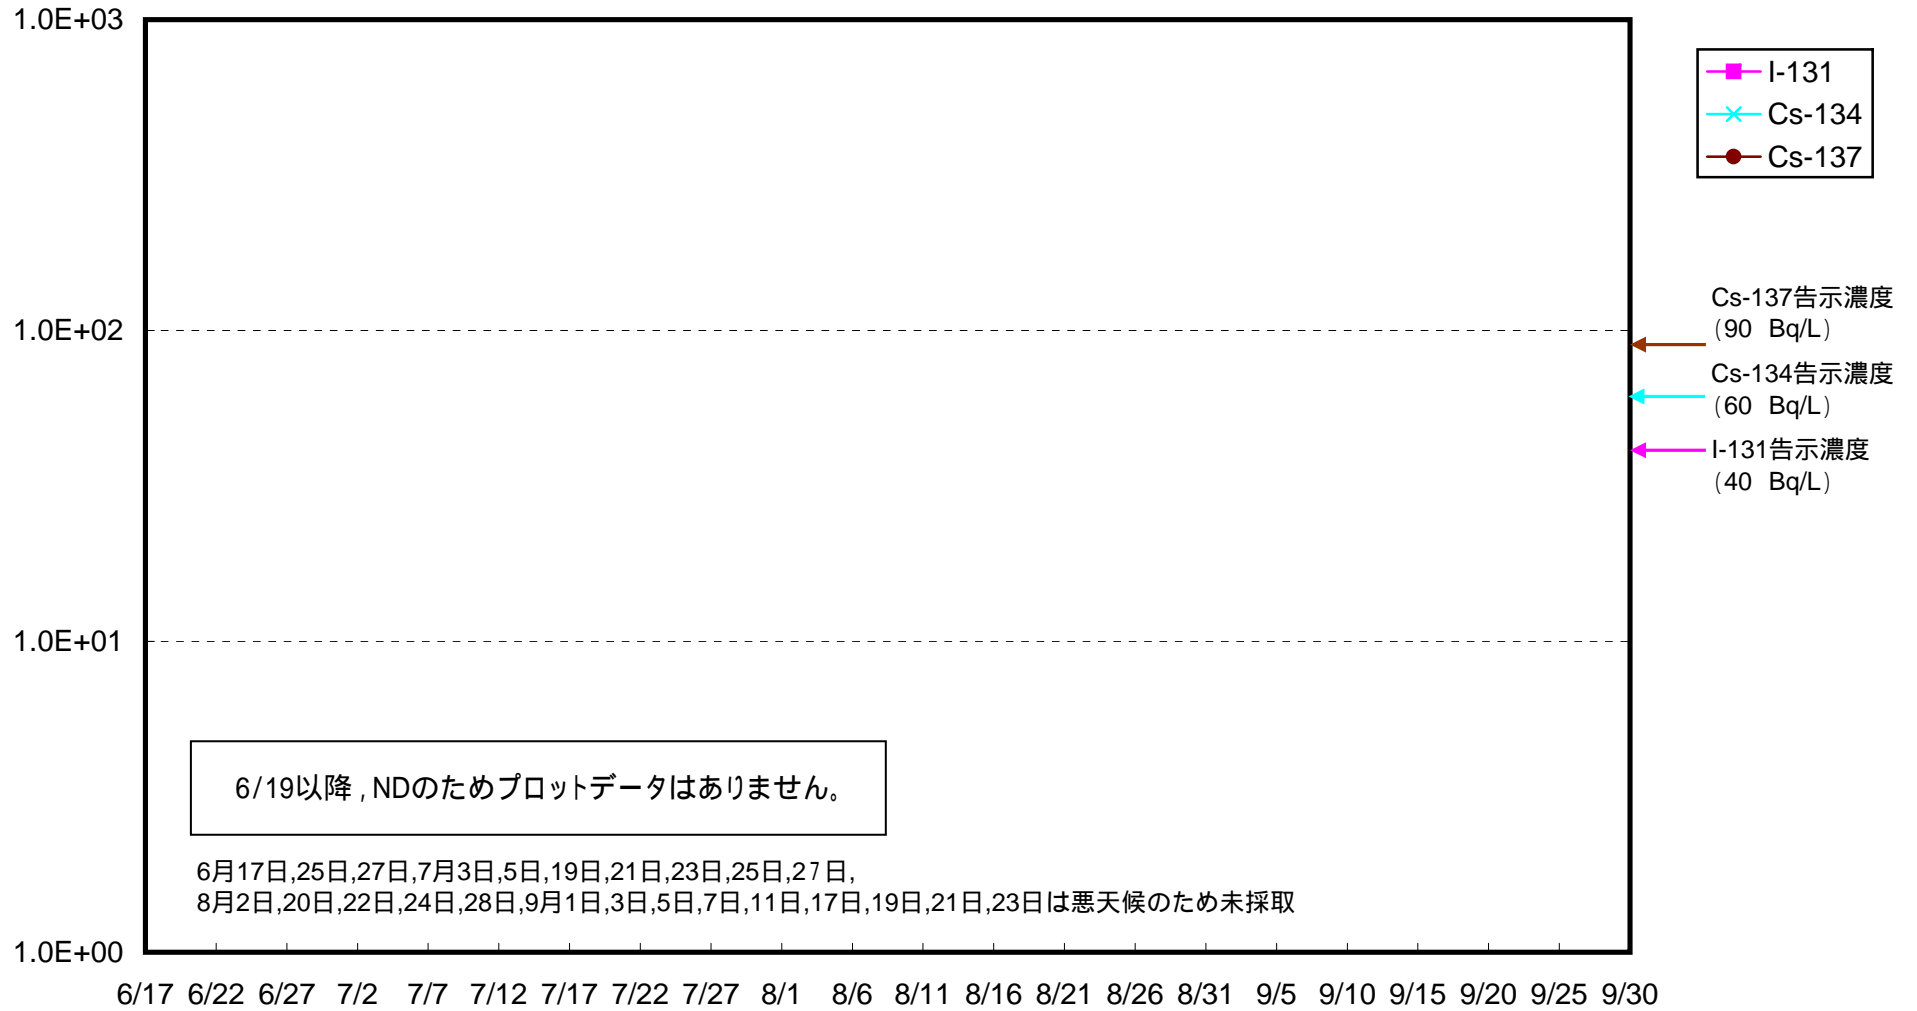 1.0E+03
1.0E+02
1.0E+01
1.0E+00
I-131
Cs-134
Cs-137
Cs-137告示濃度
(90 Bq/L)
Cs-134告示濃度
(60 Bq/L)
I-131告示濃度
(40 Bq/L)
6/19以降,NDのためプロットデータはありません。
6月17日,25日,27日,7月3日,5日,19日,21日,23日,25日,27日,
8月2日,20日,22日,24日,28日,9月1日,3日,5日,7日,11日,17日,19日,21日,23日は悪天候のため未採取
6/17 6/22 6/27 7/2 7/7 7/12 7/17 7/22 7/27 8/1 8/6 8/11 8/16 8/21 8/26 8/31 9/5 9/10 9/15 9/20 9/25 9/30